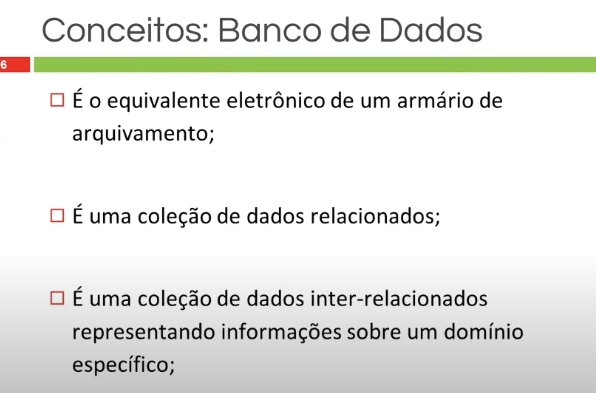 Conceitos: Banco de Dados
6
É o equivalente eletrônico de um armário de
arquivamento;
É uma coleção de dados relacionados;
É uma coleção de dados inter-relacionados
representando informações sobre um domínio
específico;